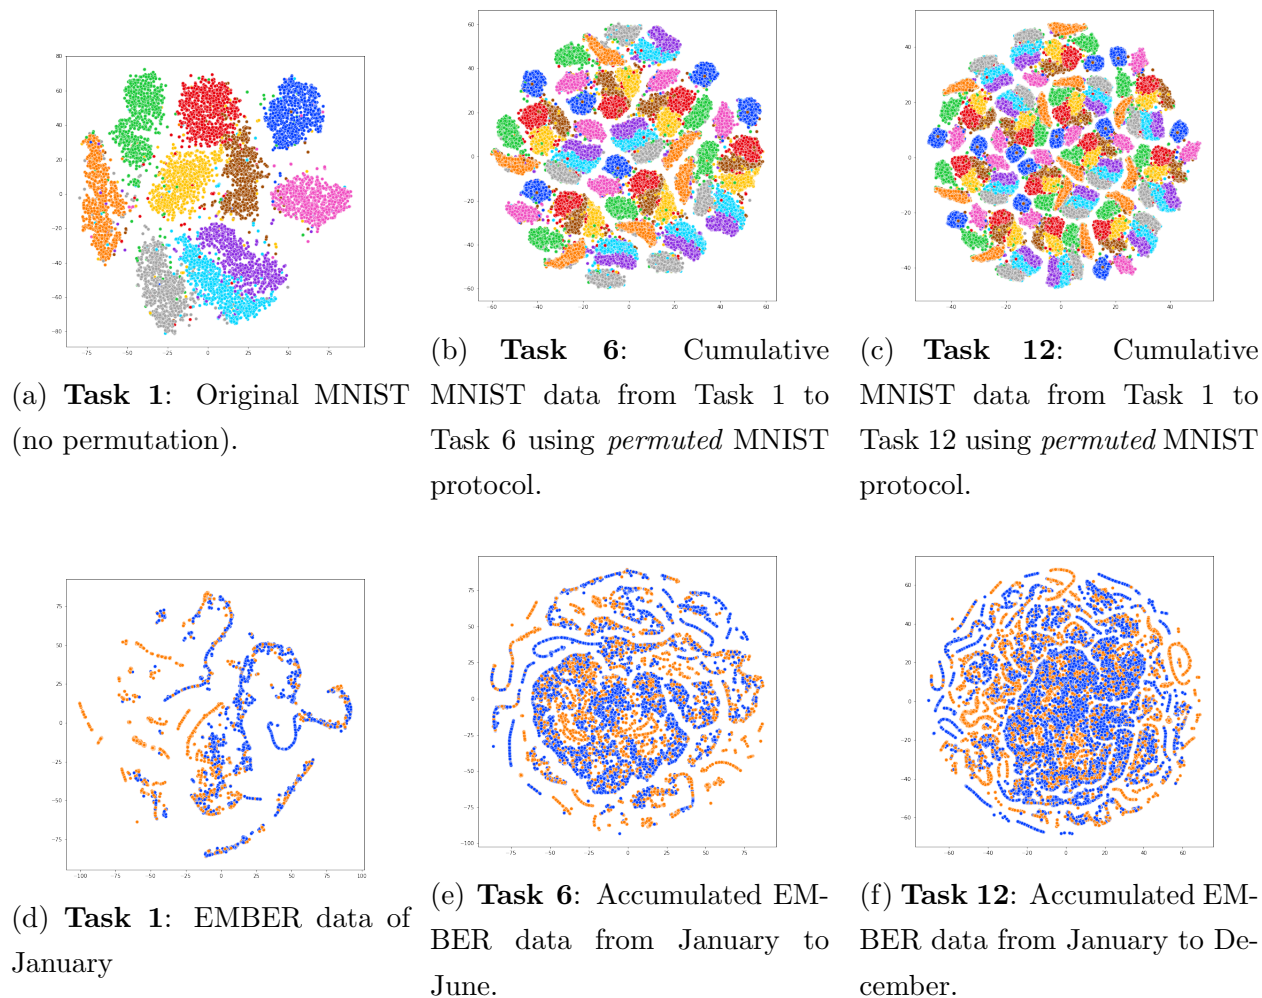 (a) Task 1: Original MNIST
(no permutation).
(b) Task 6: Cumulative
MNIST data from Task 1 to
Task 6 using permuted MNIST
protocol.
(c) Task 12: Cumulative
MNIST data from Task 1 to
Task 12 using permuted MNIST
protocol.
(d) Task 1: EMBER data of
January
(e) Task 6: Accumulated EM-
BER data from January to
June.
(f) Task 12: Accumulated EM-
BER data from January to De-
cember.